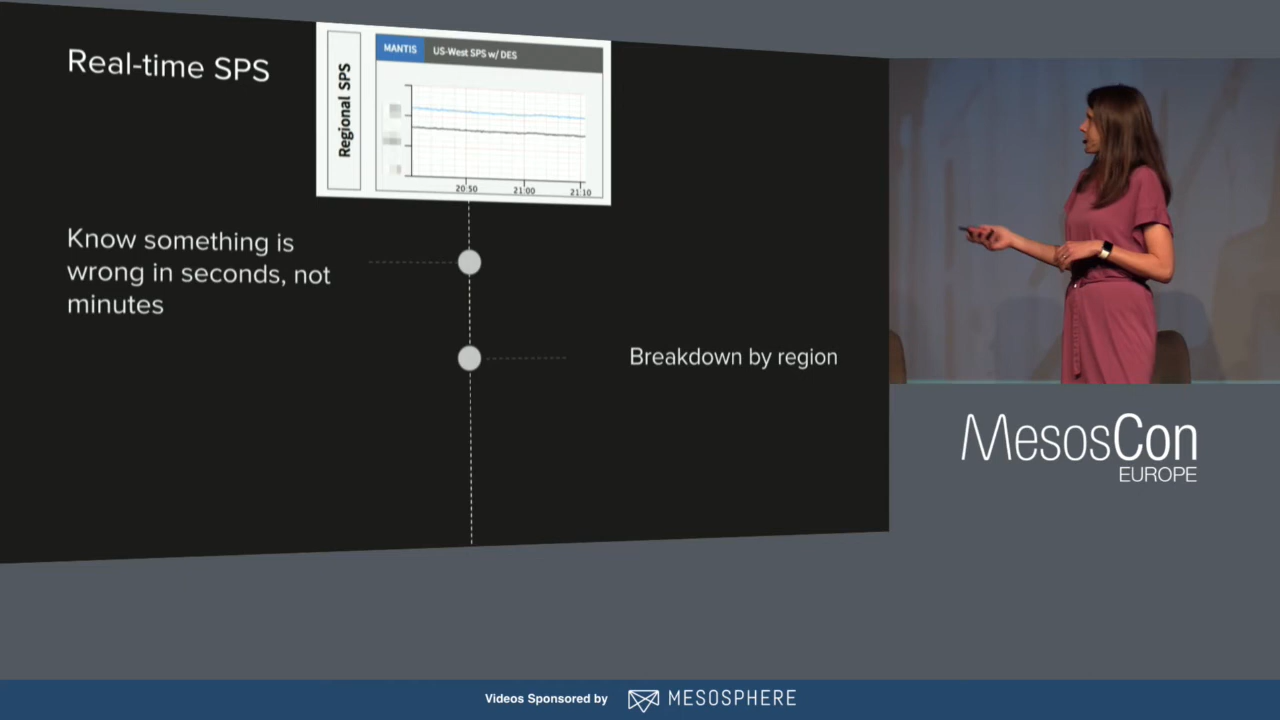 Real-time SPS
Regional SPS
MANTIS
US-West SPS w/ DES
20:50
21:00
21:10
Know something is
wrong in seconds, not
minutes
Breakdown by region
MesosCon
EUROPE
Videos Sponsored by
MESOSPHERE